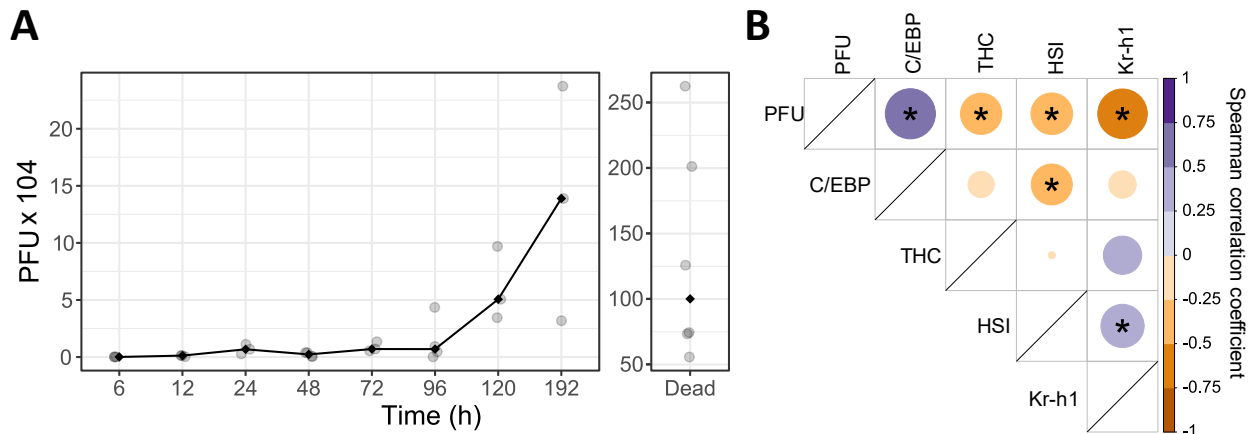 A
PFU x 104
20
15
10
5
0
6 12 24 48 72 96 120 192
Time (h)
250
200
150
100
50
Dead
B
PFU C/EBP THC HSI Kr-h1
PFU * * * *
C/EBP *
THC
HSI *
Kr-h1
1
0.75
0.5
0.25
0
-0.25
-0.5
-0.75
-1
Spearman correlation coefficient